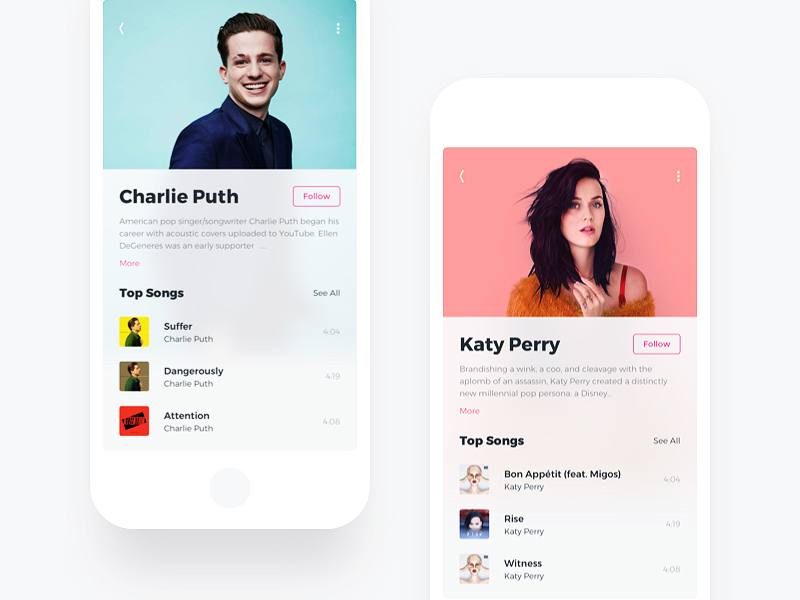 Charlie Puth
Follow
American pop singer/songwriter Charlie Puth began his
career with acoustic covers uploaded to YouTube. Ellen
DeGeneres was an early supporter ...
More
Top Songs
See All
Suffer
Charlie Puth
4:04
Dangerously
Charlie Puth
4:19
Attention
Charlie Puth
4:08
Katy Perry
Follow
Brandishing a wink, a coo, and cleavage with the
aplomb of an assassin, Katy Perry created a distinctly
new millennial pop persona: a Disney...
More
Top Songs
See All
Bon Appétit (feat. Migos)
Katy Perry
4:04
Rise
Katy Perry
4:19
Witness
Katy Perry
4:08